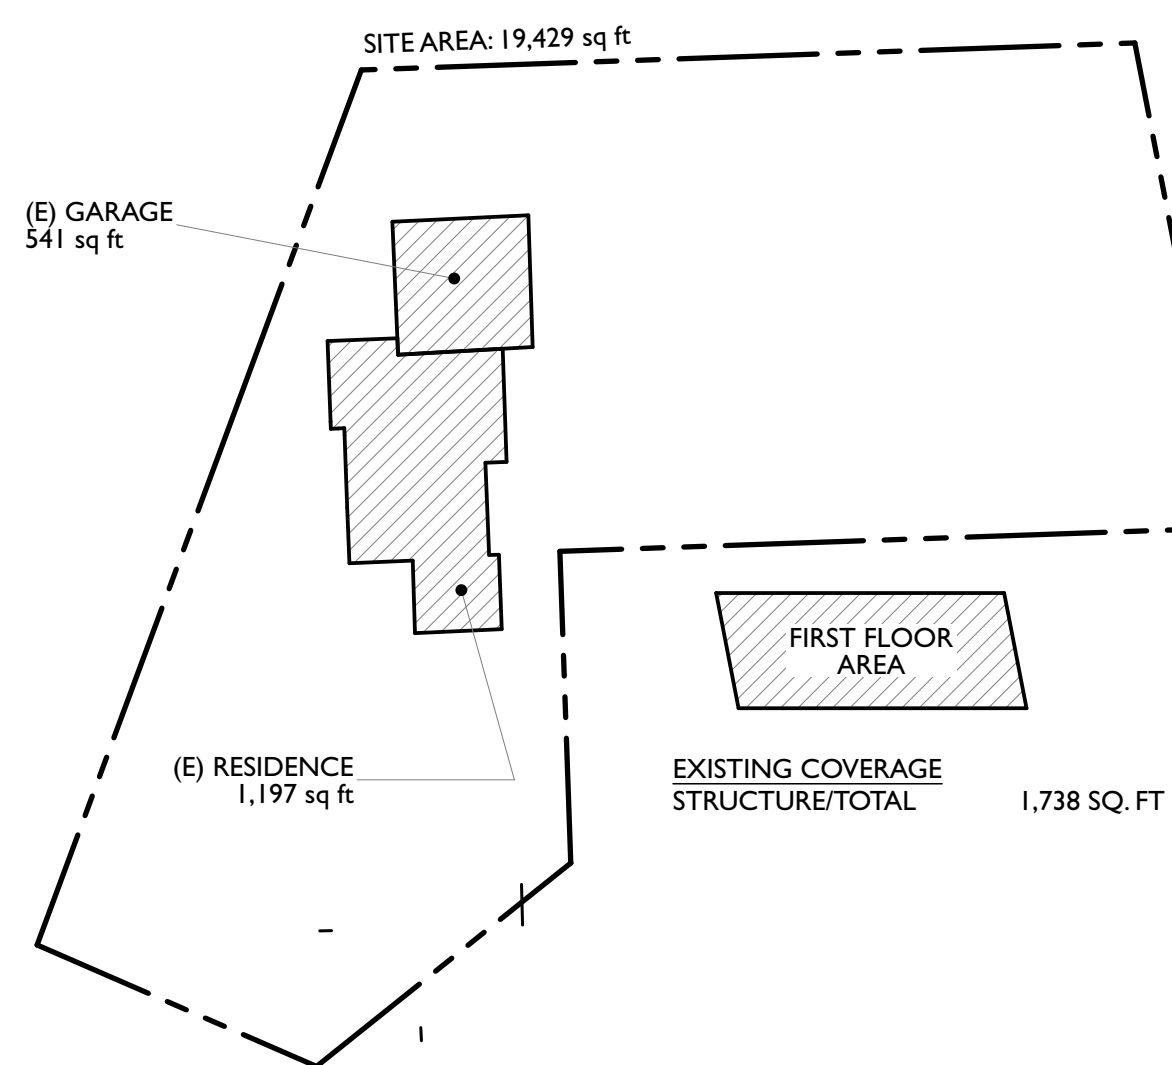 SITE AREA: 19,429 sq ft
(E) GARAGE
541 sq ft
FIRST FLOOR
AREA
(E) RESIDENCE
1,197 sq ft
EXISTING COVERAGE
STRUCTURE/TOTAL 1,738 SQ. FT